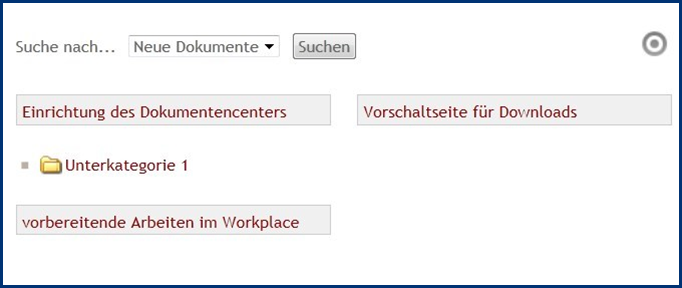 Suche nach... Neue Dokumente Suchen
Einrichtung des Dokumentencenters
Vorschaltseite für Downloads
Unterkategorie 1
vorbereitende Arbeiten im Workplace